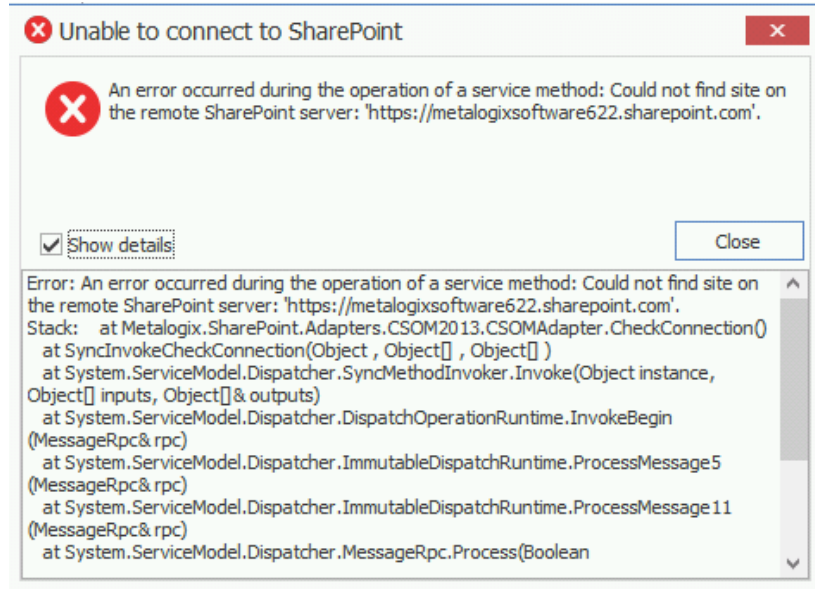 Unable to connect to SharePoint
An error occurred during the operation of a service method: Could not find site on
the remote SharePoint server: 'https://metalogixsoftware622.sharepoint.com'.
Show details
Close
Error: An error occurred during the operation of a service method: Could not find site on
the remote SharePoint server: 'https://metalogixsoftware622.sharepoint.com'.
Stack:    at Metalogix.SharePoint.Adapters.CSOM2013.CSOMAdapter.CheckConnection()
   at SyncInvokeCheckConnection(Object , Object[] , Object[] )
   at System.ServiceModel.Dispatcher.SyncMethodInvoker.Invoke(Object instance,
Object[] inputs, Object[]& outputs)
   at System.ServiceModel.Dispatcher.DispatchOperationRuntime.InvokeBegin
(MessageRpc& rpc)
   at System.ServiceModel.Dispatcher.ImmutableDispatchRuntime.ProcessMessage5
(MessageRpc& rpc)
   at System.ServiceModel.Dispatcher.ImmutableDispatchRuntime.ProcessMessage11
(MessageRpc& rpc)
   at System.ServiceModel.Dispatcher.MessageRpc.Process(Boolean